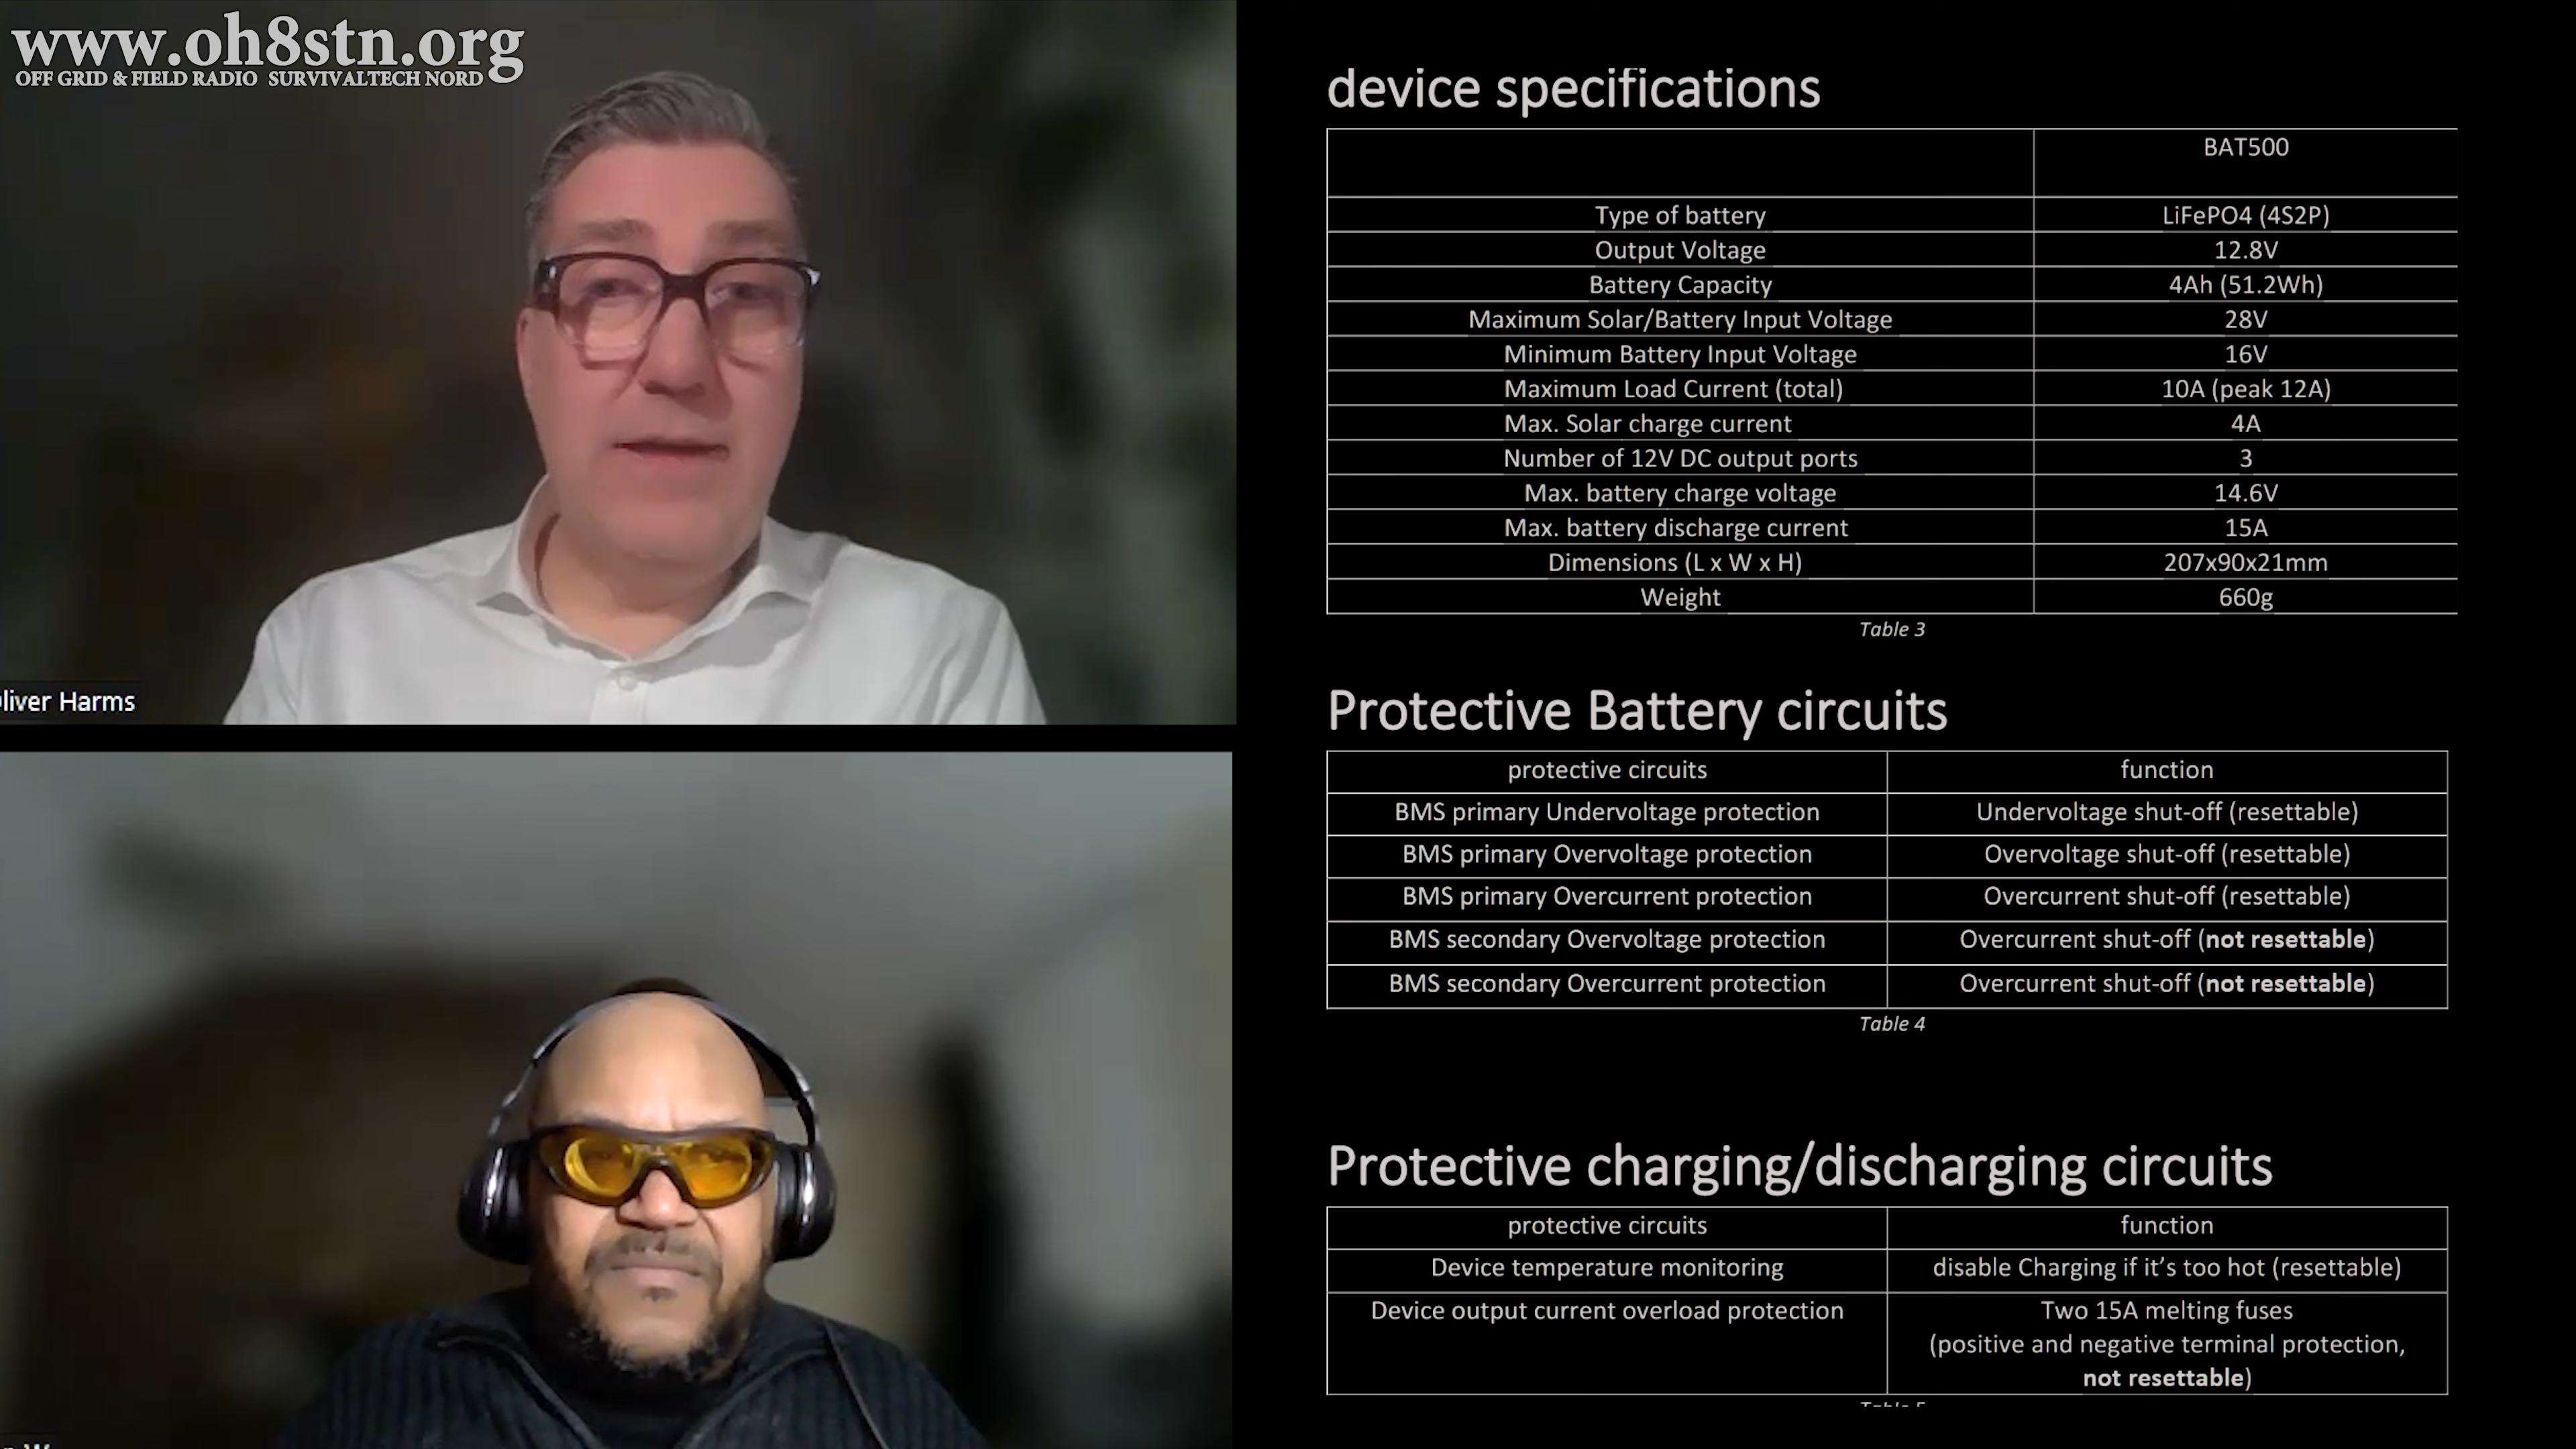 www.oh8stn.org
OFF GRID & FIELD RADIO SURVIVALTECH NORD
liver Harms
device specifications
BAT500
Type of battery LiFePO4 (4S2P)
Output Voltage 12.8V
Battery Capacity 4Ah (51.2Wh)
Maximum Solar/Battery Input Voltage 28V
Minimum Battery Input Voltage 16V
Maximum Load Current (total) 10A (peak 12A)
Max. Solar charge current 4A
Number of 12V DC output ports 3
Max. battery charge voltage 14.6V
Max. battery discharge current 15A
Dimensions (L x W x H) 207x90x21mm
Weight 660g
Table 3
Protective Battery circuits
protective circuits function
BMS primary Undervoltage protection Undervoltage shut-off (resettable)
BMS primary Overvoltage protection Overvoltage shut-off (resettable)
BMS primary Overcurrent protection Overcurrent shut-off (resettable)
BMS secondary Overvoltage protection Overcurrent shut-off (not resettable)
BMS secondary Overcurrent protection Overcurrent shut-off (not resettable)
Table 4
Protective charging/discharging circuits
protective circuits function
Device temperature monitoring disable Charging if it's too hot (resettable)
Device output current overload protection Two 15A melting fuses
(positive and negative terminal protection,
not resettable)